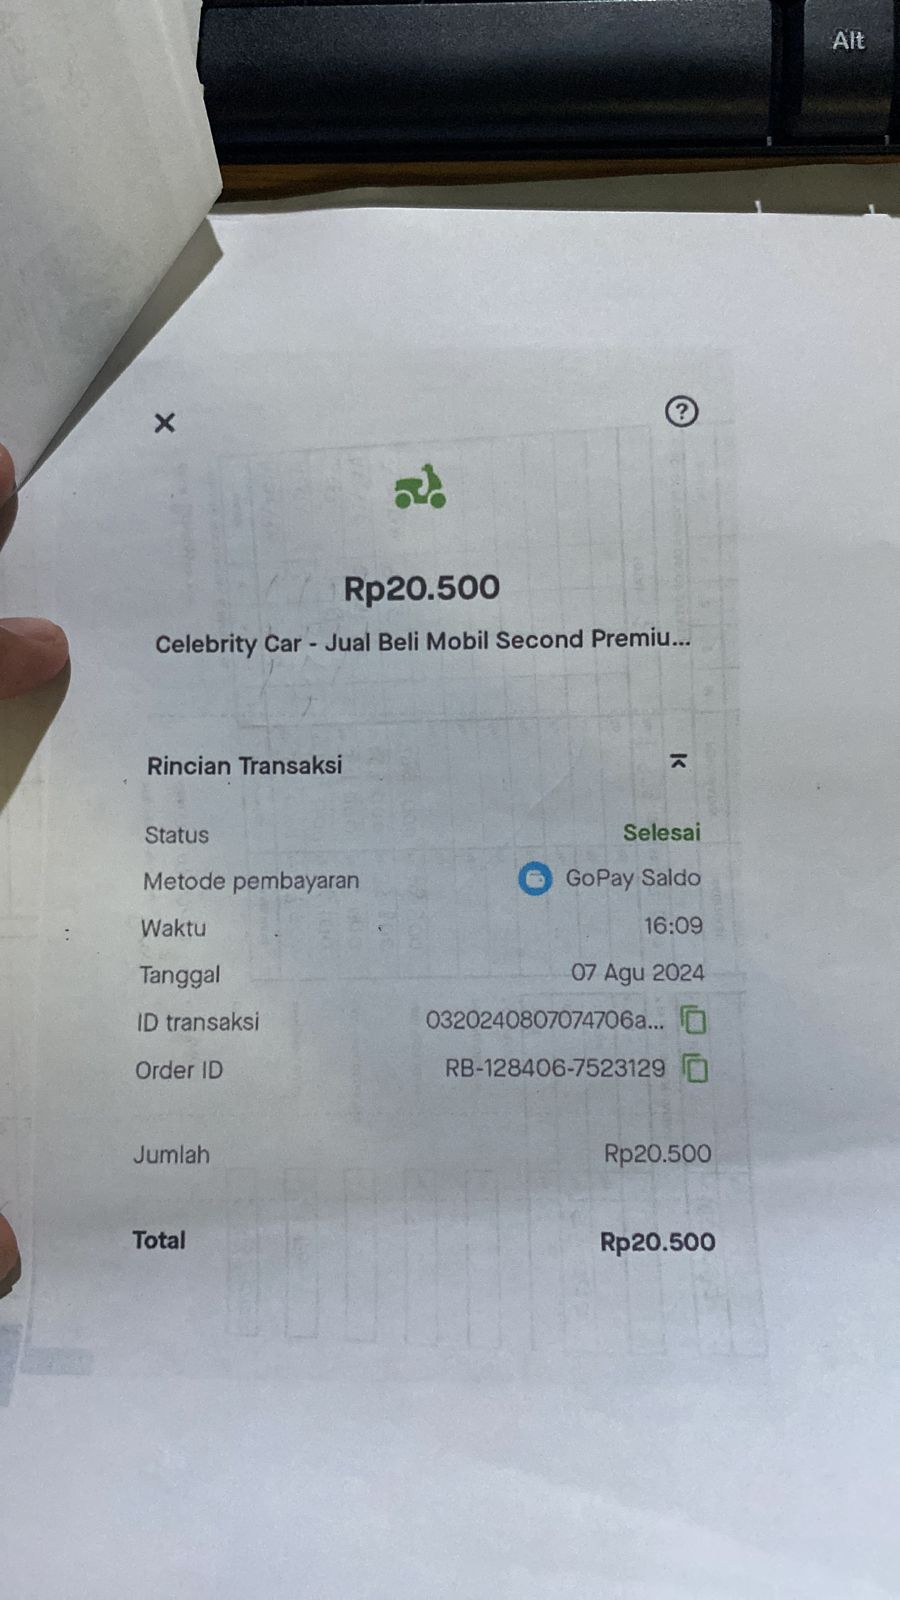 Alt
Rp20.500
Celebrity Car - Jual Beli Mobil Second Premiu...
Rincian Transaksi
Status Selesai
Metode pembayaran GoPay Saldo
Waktu 16:09
Tanggal 07 Agu 2024
ID transaksi 0320240807074706a...
Order ID RB-128406-7523129
Jumlah Rp20.500
Total Rp20.500